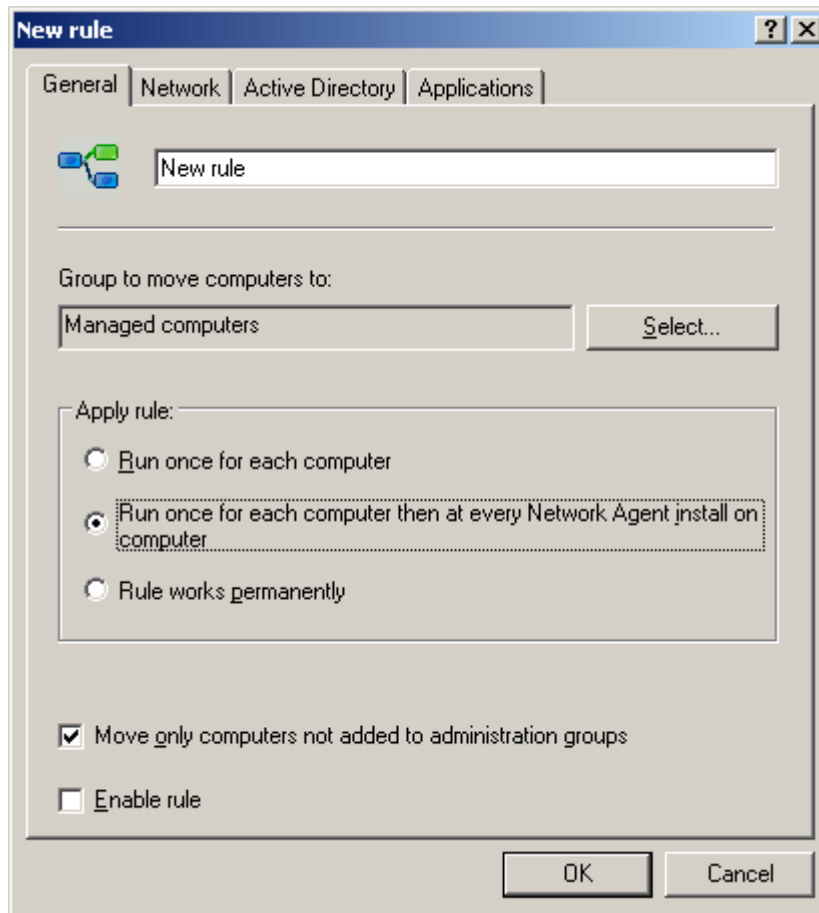 New rule
General Network Active Directory Applications
New rule
Group to move computers to:
Managed computers Select...
Apply rule:
Run once for each computer
Run once for each computer then at every Network Agent install on
computer
Rule works permanently
Move only computers not added to administration groups
Enable rule
OK Cancel